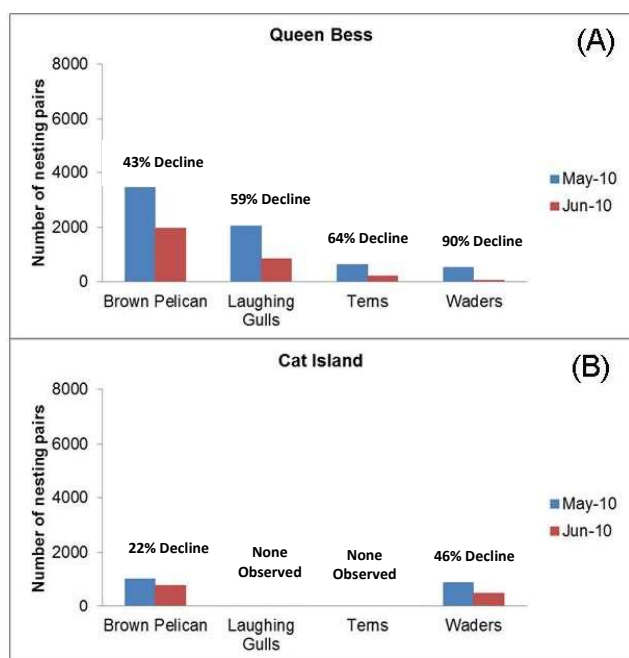 Queen Bess
(A)
Number of nesting pairs
8000
6000
4000
2000
0
43% Decline
59% Decline
64% Decline
90% Decline
May-10
Jun-10
Brown Pelican
Laughing
Gulls
Terns
Waders
Cat Island
(B)
Number of nesting pairs
8000
6000
4000
2000
0
22% Decline
None
Observed
None
Observed
46% Decline
May-10
Jun-10
Brown Pelican
Laughing
Gulls
Terns
Waders